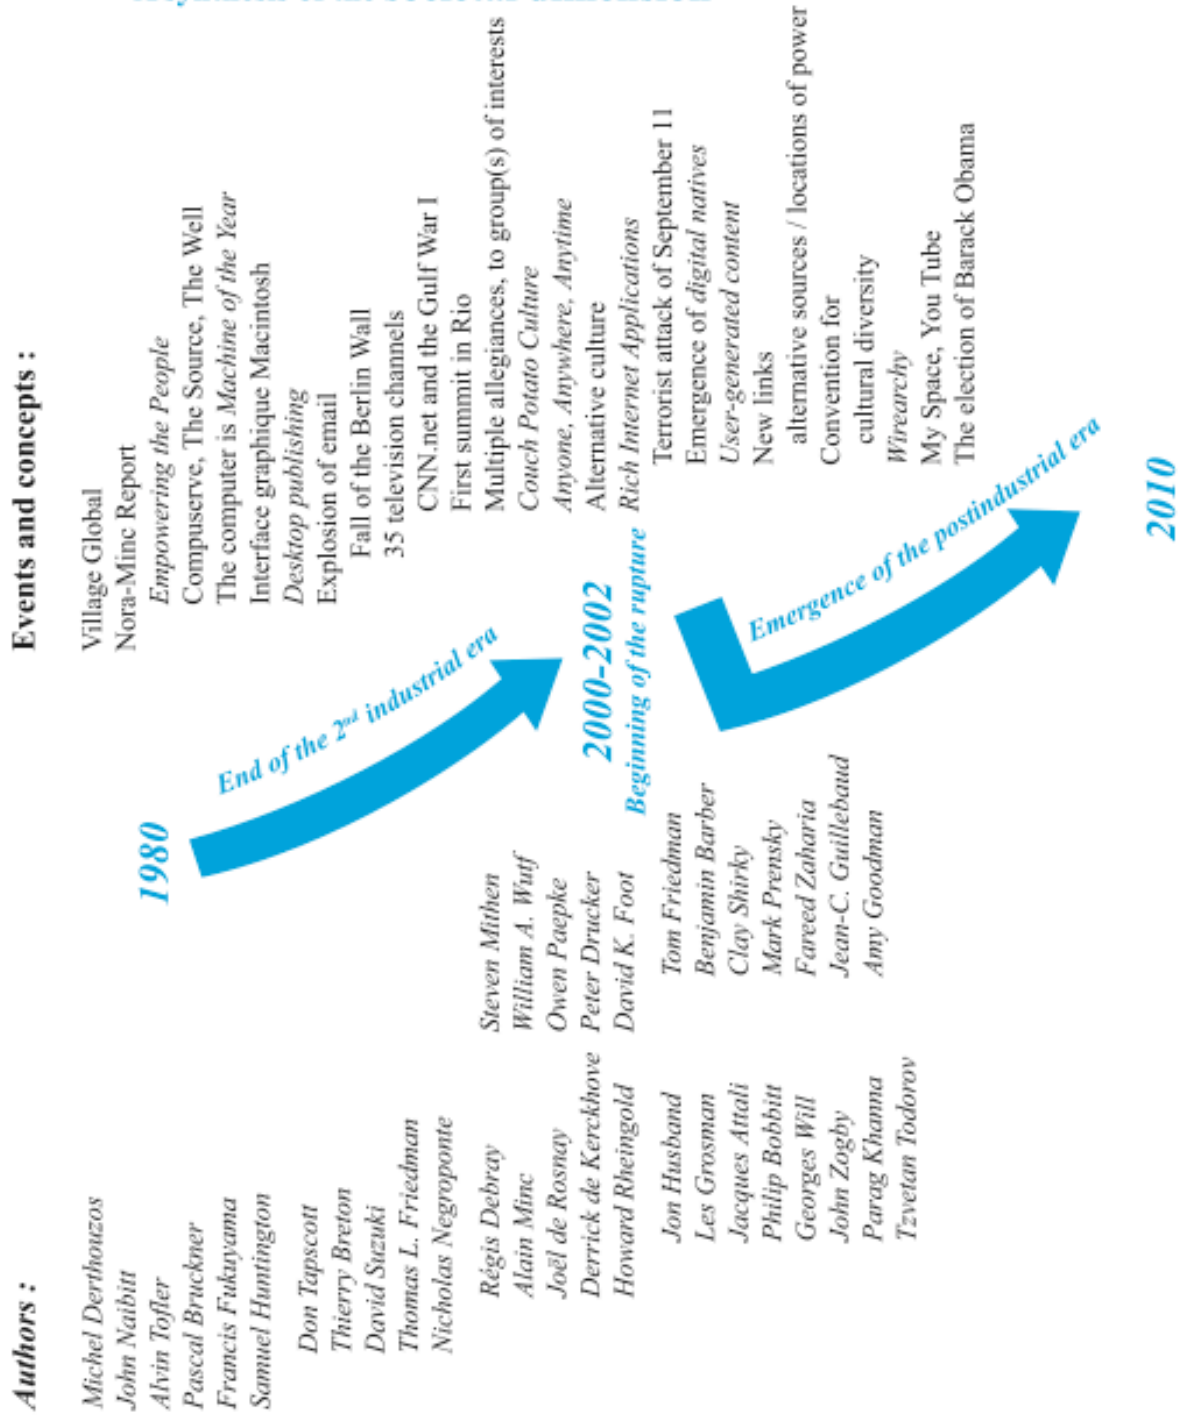 Authors :
Michel Derthouzos
John Naibitt
Alvin Tofler
Pascal Bruckner
Francis Fukuyama
Samuel Huntington
Don Tapscott
Thierry Breton
David Suzuki
Thomas L. Friedman
Nicholas Negroponte
Régis Debray
Alain Minc
Joël de Rosnay
Derrick de Kerckhove
Howard Rheingold
Jon Husband
Les Grosman
Jacques Attali
Philip Bobbitt
Georges Will
John Zogby
Parag Khanna
Tzvetan Todorov
Steven Mithen
William A. Wutf
Owen Paepke
Peter Drucker
David K. Foot
Tom Friedman
Benjamin Barber
Clay Shirky
Mark Prensky
Fareed Zaharia
Jean-C. Guillebaud
Amy Goodman
1980
End of the 2nd industrial era
2000-2002
Beginning of the rupture
Emergence of the postindustrial era
2010
Events and concepts :
Village Global
Nora-Minc Report
Empowering the People
Compuserve, The Source, The Well
The computer is Machine of the Year
Interface graphique Macintosh
Desktop publishing
Explosion of email
Fall of the Berlin Wall
35 television channels
CNN.net and the Gulf War I
First summit in Rio
Multiple allegiances, to group(s) of interests
Couch Potato Culture
Anyone, Anywhere, Anytime
Alternative culture
Rich Internet Applications
Terrorist attack of September 11
Emergence of digital natives
User-generated content
New links
alternative sources / locations of power
Convention for
cultural diversity
Wirearchy
My Space, You Tube
The election of Barack Obama